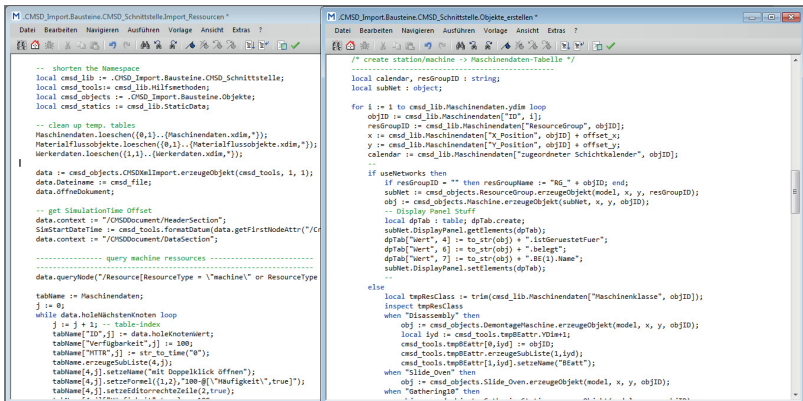 .CMSD_Import.Bausteine.CMSD_Schnittstelle.Import_Ressourcen *
Datei Bearbeiten Navigieren Ausführen Vorlage Ansicht Extras ?
-- shorten the Namespace
local cmsd_lib := .CMSD_Import.Bausteine.CMSD_Schnittstelle;
local cmsd_tools:= cmsd_lib.Hilfsmethoden;
local cmsd_objects := .CMSD_Import.Bausteine.Objekte;
local cmsd_statics := cmsd_lib.StaticData;
-- clean up temp. tables
Maschinendaten.loeschen({0,1}..{Maschinendaten.xdim,*});
Materialflussobjekte.loeschen({0,1}..{Materialflussobjekte.xdim,*});
Werkerdaten.loeschen({1,1}..{Werkerdaten.xdim,*});
data := cmsd_objects.CMSDXmlImport.erzeugeObjekt(cmsd_tools, 1, 1);
data.Dateiname := cmsd_file;
data.öffneDokument;
-- get SimulationTime Offset
data.context := "/CMSDDocument/HeaderSection";
SimStartDateTime := cmsd_tools.formatDatum(data.getFirstNodeAttr("/Cr
data.context := "/CMSDDocument/DataSection";
---------------- query machine ressources ------------------------
------------------------------------------------------------------
data.queryNode("/Resource[ResourceType = \"machine\" or ResourceType
tabName := Maschinendaten;
j := 0;
while data.holeNächstenKnoten loop
j := j + 1; -- table-index
tabName["ID",j] := data.holeKnotenWert;
tabName["Verfügbarkeit",j] := 100;
tabName["MTTR",j] := str_to_time("0");
tabName.erzeugeSubListe(4,j);
tabName[4,j].setzeName("mit Doppelklick öffnen");
tabName[4,j].setzeFormel({1,2},"100-@[\"Häufigkeit\",true]");
tabName[4,j].setzeEditorrechteZeile(2,true);
.CMSD_Import.Bausteine.CMSD_Schnittstelle.Objekte_erstellen *
Datei Bearbeiten Navigieren Ausführen Vorlage Ansicht Extras ?
/* create station/machine -> Maschinendaten-Tabelle */
--------------------------------------------------
local calendar, resGroupID : string;
local subNet : object;
for i := 1 to cmsd_lib.Maschinendaten.ydim loop
objID := cmsd_lib.Maschinendaten["ID", i];
resGroupID := cmsd_lib.Maschinendaten["ResourceGroup", objID];
x := cmsd_lib.Maschinendaten["X_Position", objID] + offset_x;
y := cmsd_lib.Maschinendaten["Y_Position", objID] + offset_y;
calendar := cmsd_lib.Maschinendaten["zugeordneter Schichtkalender", objID];
--
if useNetworks then
if resGroupID = "" then resGroupName := "RG_" + objID; end;
subNet := cmsd_objects.ResourceGroup.erzeugeObjekt(model, x, y, resGroupID);
obj := cmsd_objects.Maschine.erzeugeObjekt(subNet, x, y, objID);
-- Display Panel Stuff
local dpTab : table; dpTab.create;
subNet.DisplayPanel.getElements(dpTab);
dpTab["Wert", 4] := to_str(obj) + ".istGeruestetFuer";
dpTab["Wert", 6] := to_str(obj) + ".belegt";
dpTab["Wert", 7] := to_str(obj) + ".BE(1).Name";
subNet.DisplayPanel.setElements(dpTab);
--
else
local tmpResClass := trim(cmsd_lib.Maschinendaten["Maschinenklasse", objID]);
inspect tmpResClass
when "Disassembly" then
obj := cmsd_objects.DemontageMaschine.erzeugeObjekt(model, x, y, objID);
local iyd := cmsd_tools.tmpBEattr.YDim+1;
cmsd_tools.tmpBEattr[0,iyd] := objID;
cmsd_tools.tmpBEattr.erzeugeSubListe(1,iyd);
cmsd_tools.tmpBEattr[1,iyd].setzeName("BEatt");
when "Slide_Oven" then
obj := cmsd_objects.Slide_Oven.erzeugeObjekt(model, x, y, objID);
when "Gathering10" then